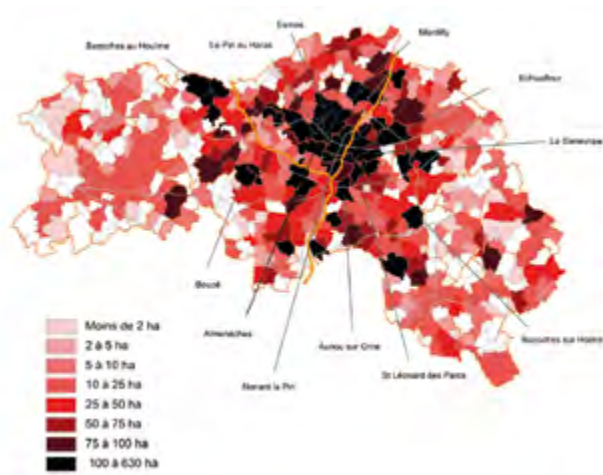 Exmes
Montilly
Bazoches au Houlme
Le Pin au Haras
Echauffour
La Genevraie
Boucé
Almenèches
Aunou sur Orne
Nonant le Pin
St Léonard des Parcs
Bazoches sur Hoëne
Moins de 2 ha
2 à 5 ha
5 à 10 ha
10 à 25 ha
25 à 50 ha
50 à 75 ha
75 à 100 ha
100 à 630 ha